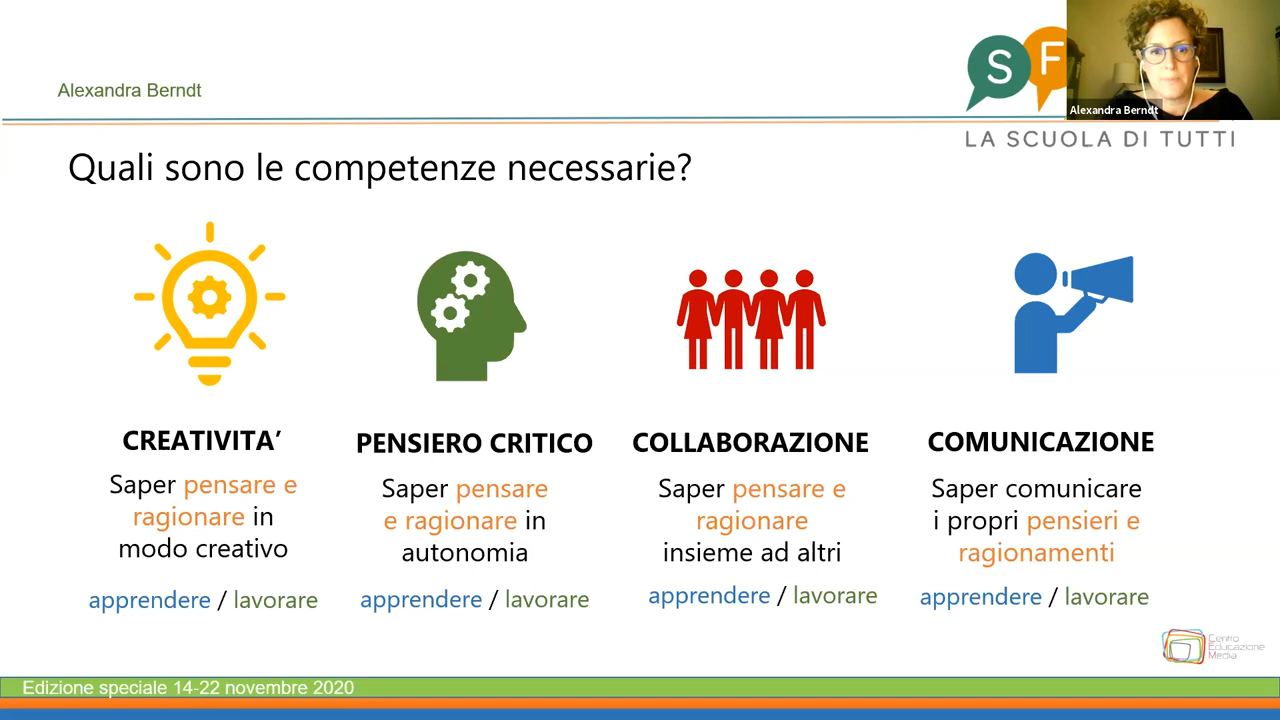 Alexandra Berndt
S F
Alexandra Berndt
LA SCUOLA DI TUTTI
Quali sono le competenze necessarie?
CREATIVITA’
Saper pensare e
ragionare in
modo creativo
apprendere / lavorare
PENSIERO CRITICO
Saper pensare
e ragionare in
autonomia
apprendere / lavorare
COLLABORAZIONE
Saper pensare e
ragionare
insieme ad altri
apprendere / lavorare
COMUNICAZIONE
Saper comunicare
i propri pensieri e
ragionamenti
apprendere / lavorare
Centro
Educazione
Media
Edizione speciale 14-22 novembre 2020